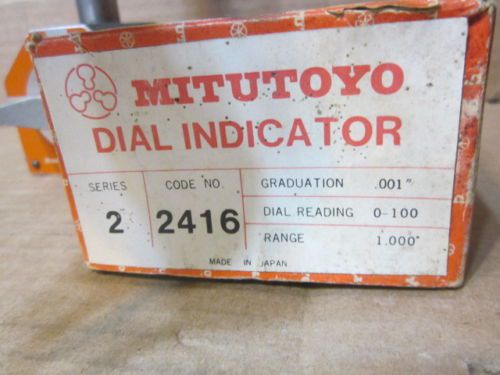 MITUTOYO
DIAL INDICATOR
SERIES
2
CODE NO.
2416
GRADUATION .001"
DIAL READING 0-100
RANGE 1.000"
MADE IN JAPAN